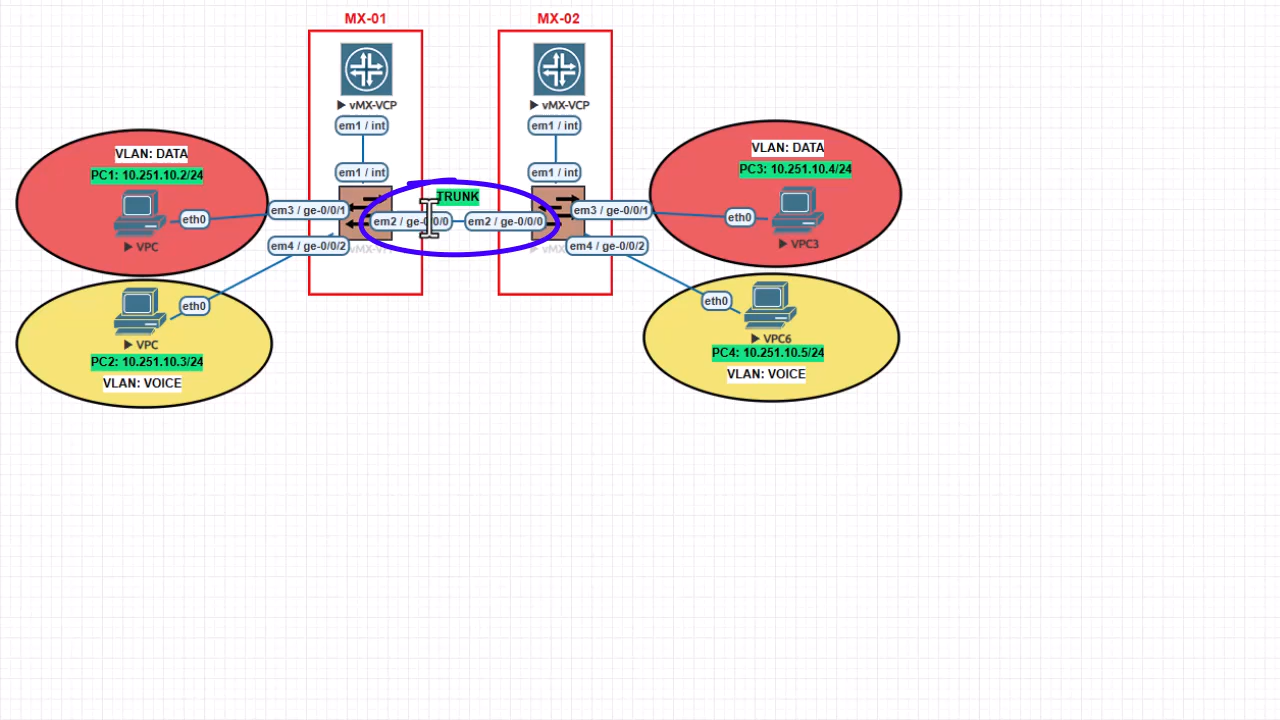 MX-01
MX-02
vMX-VCP
vMX-VCP
em1 / int
em1 / int
em1 / int
em1 / int
VLAN: DATA
PC1: 10.251.10.2/24
eth0
VPC
em3 / ge-0/0/1
em4 / ge-0/0/2
TRUNK
em2 / ge-0/0/0
em2 / ge-0/0/0
em3 / ge-0/0/1
em4 / ge-0/0/2
VLAN: DATA
PC3: 10.251.10.4/24
eth0
VPC3
eth0
VPC
PC2: 10.251.10.3/24
VLAN: VOICE
eth0
VPC6
PC4: 10.251.10.5/24
VLAN: VOICE